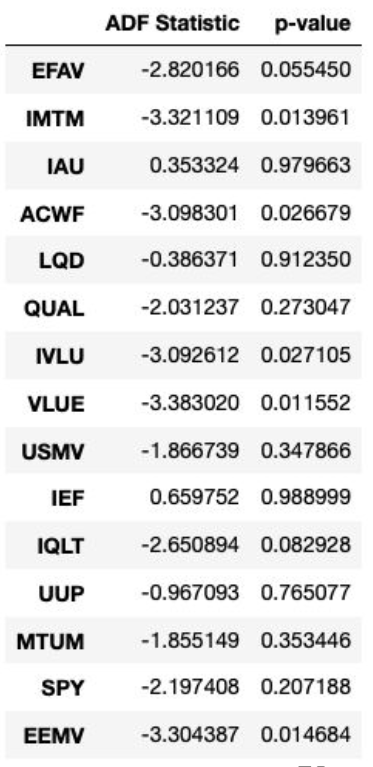 ADF Statistic p-value
EFAV -2.820166 0.055450
IMTM -3.321109 0.013961
IAU 0.353324 0.979663
ACWF -3.098301 0.026679
LQD -0.386371 0.912350
QUAL -2.031237 0.273047
IVLU -3.092612 0.027105
VLUE -3.383020 0.011552
USMV -1.866739 0.347866
IEF 0.659752 0.988999
IQLT -2.650894 0.082928
UUP -0.967093 0.765077
MTUM -1.855149 0.353446
SPY -2.197408 0.207188
EEMV -3.304387 0.014684